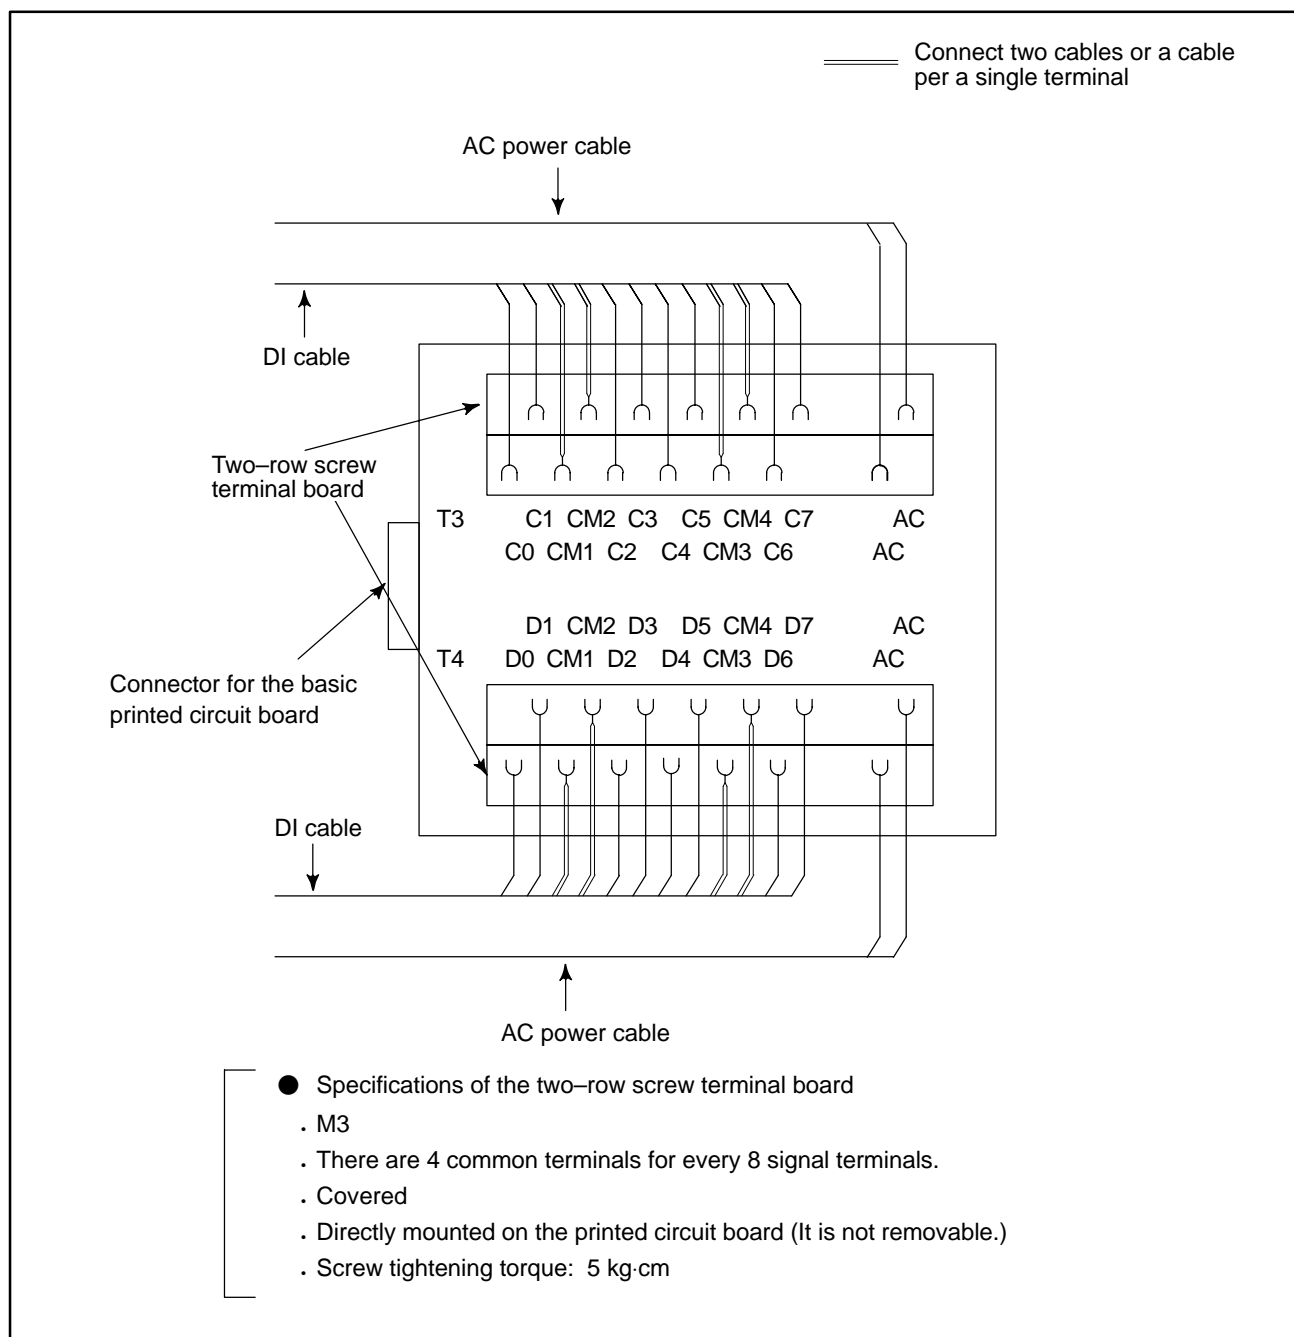 Connect two cables or a cable
per a single terminal
AC power cable
DI cable
Two–row screw
terminal board
T3 C1 CM2 C3 C5 CM4 C7 AC
C0 CM1 C2 C4 CM3 C6 AC
D1 CM2 D3 D5 CM4 D7 AC
T4 D0 CM1 D2 D4 CM3 D6 AC
Connector for the basic
printed circuit board
DI cable
AC power cable
● Specifications of the two–row screw terminal board
. M3
. There are 4 common terminals for every 8 signal terminals.
. Covered
. Directly mounted on the printed circuit board (It is not removable.)
. Screw tightening torque: 5 kg·cm